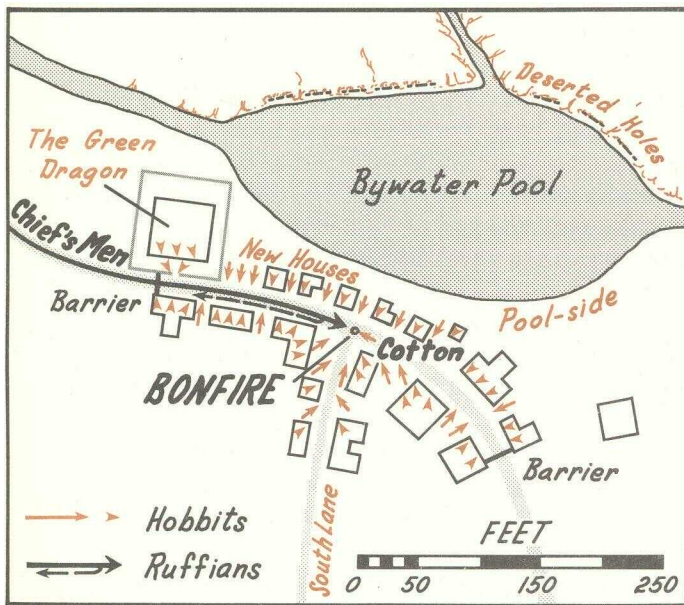 Deserted Holes
The Green
Dragon
Bywater Pool
Chief's Men
New Houses
Barrier
Pool-side
Cotton
BONFIRE
Barrier
Hobbits
Ruffians
South Lane
FEET
0 50 150 250